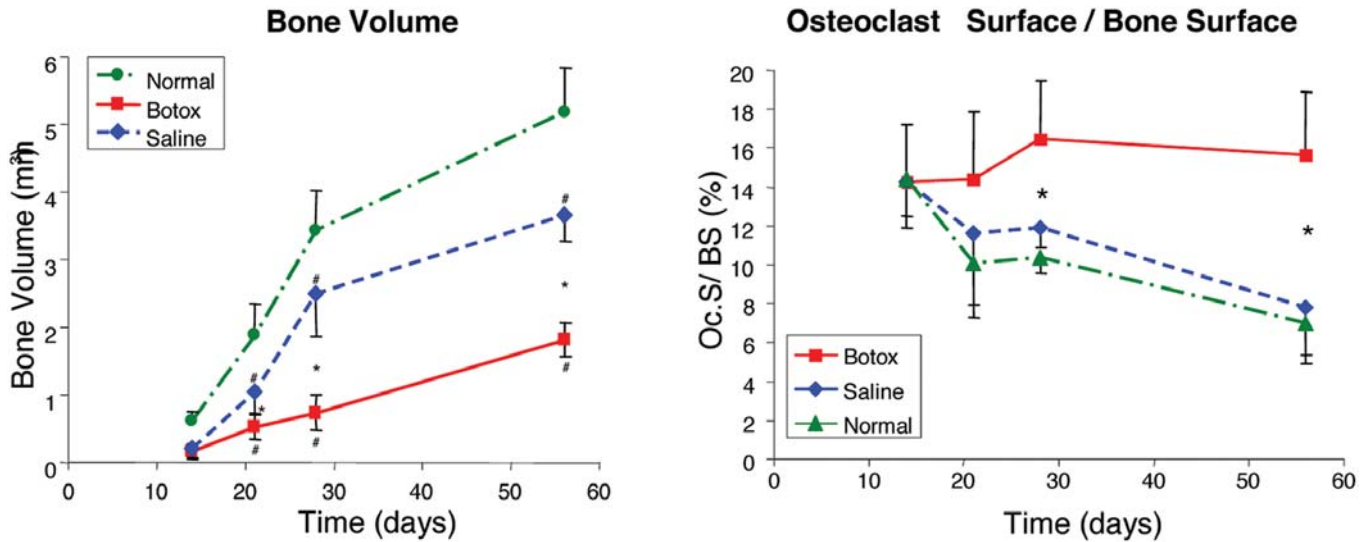 Bone Volume
Bone Volume (mm3)
6
5
4
3
2
1
0
Normal
Botox
Saline
#
#
#
*
*
*
#
#
#
0 10 20 30 40 50 60
Time (days)
Osteoclast Surface / Bone Surface
Oc.S/ BS (%)
20
18
16
14
12
10
8
6
4
2
0
*
*
Botox
Saline
Normal
0 10 20 30 40 50 60
Time (days)